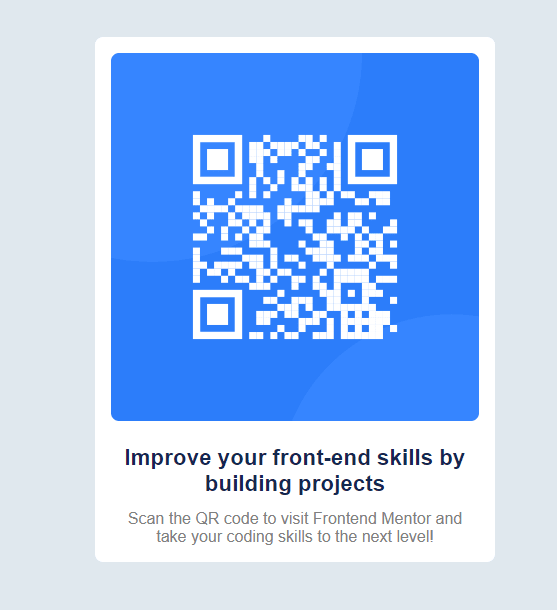 Improve your front-end skills by
building projects
Scan the QR code to visit Frontend Mentor and
take your coding skills to the next level!